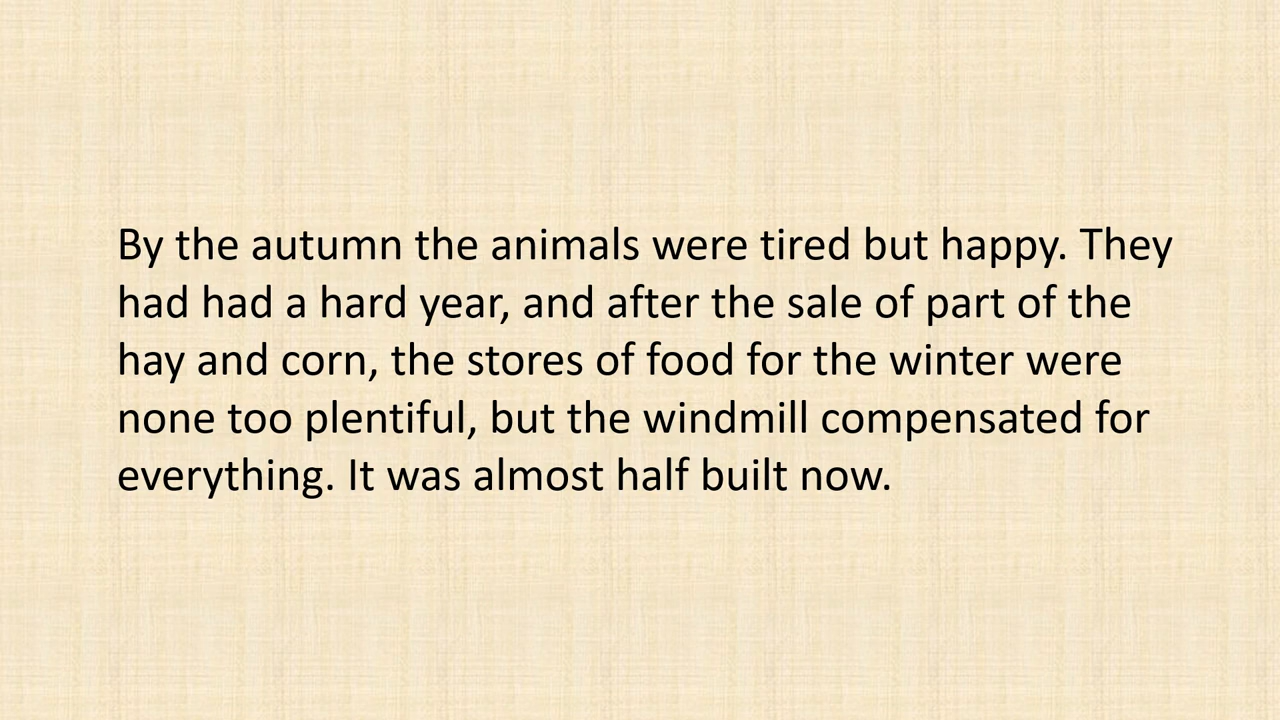 By the autumn the animals were tired but happy. They
had had a hard year, and after the sale of part of the
hay and corn, the stores of food for the winter were
none too plentiful, but the windmill compensated for
everything. It was almost half built now.